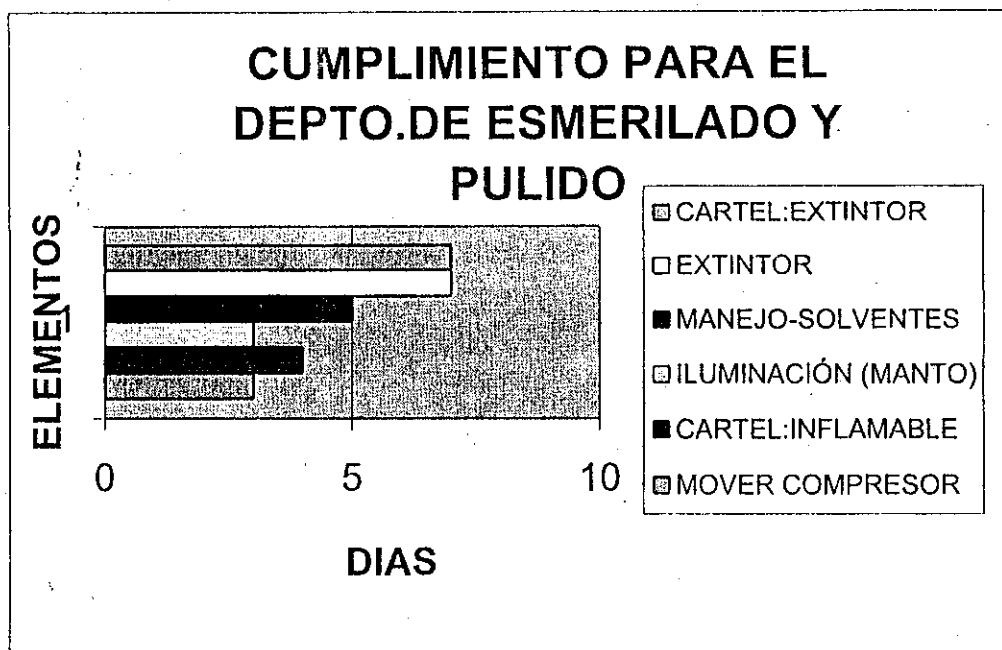 CUMPLIMIENTO PARA EL
DEPTO.DE ESMERILADO Y
PULIDO
ELEMENTOS
0
5
10
DIAS
CARTEL:EXTINTOR
EXTINTOR
MANEJO-SOLVENTES
ILUMINACIÓN (MANTO)
CARTEL:INFLAMABLE
MOVER COMPRESOR